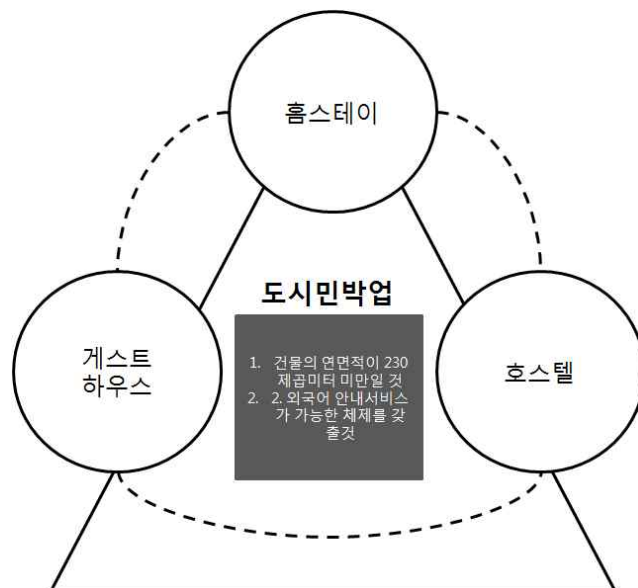 홈스테이
도시민박업
게스트
하우스
1. 건물의 연면적이 230
제곱미터 미만일 것
2. 2. 외국어 안내서비스
가 가능한 체제를 갖
출것
호스텔